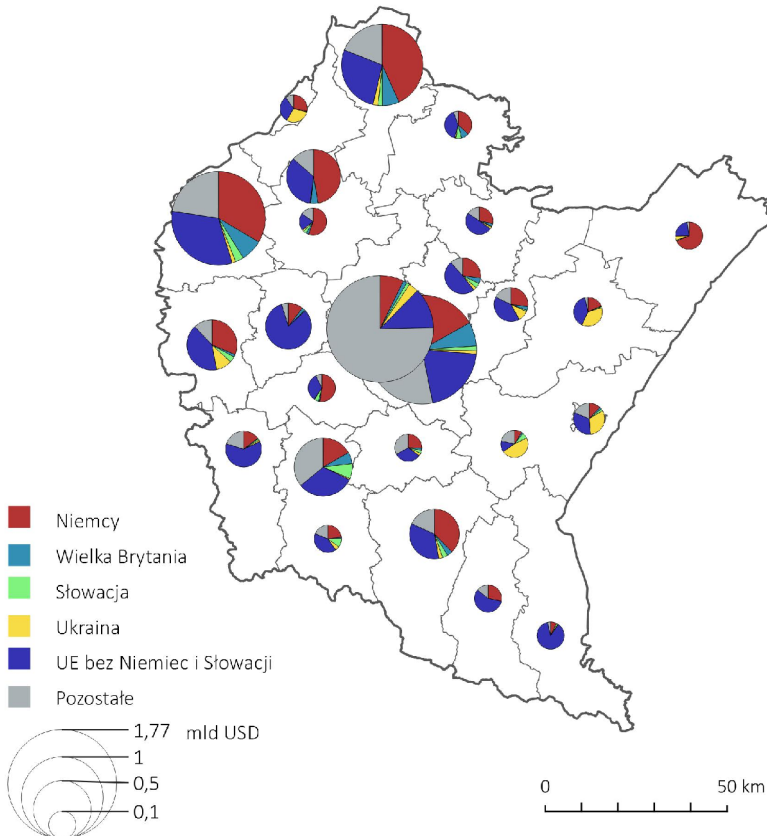 Niemcy
Wielka Brytania
Słowacja
Ukraina
UE bez Niemiec i Słowacji
Pozostałe
1,77 mld USD
1
0,5
0,1
0 50 km